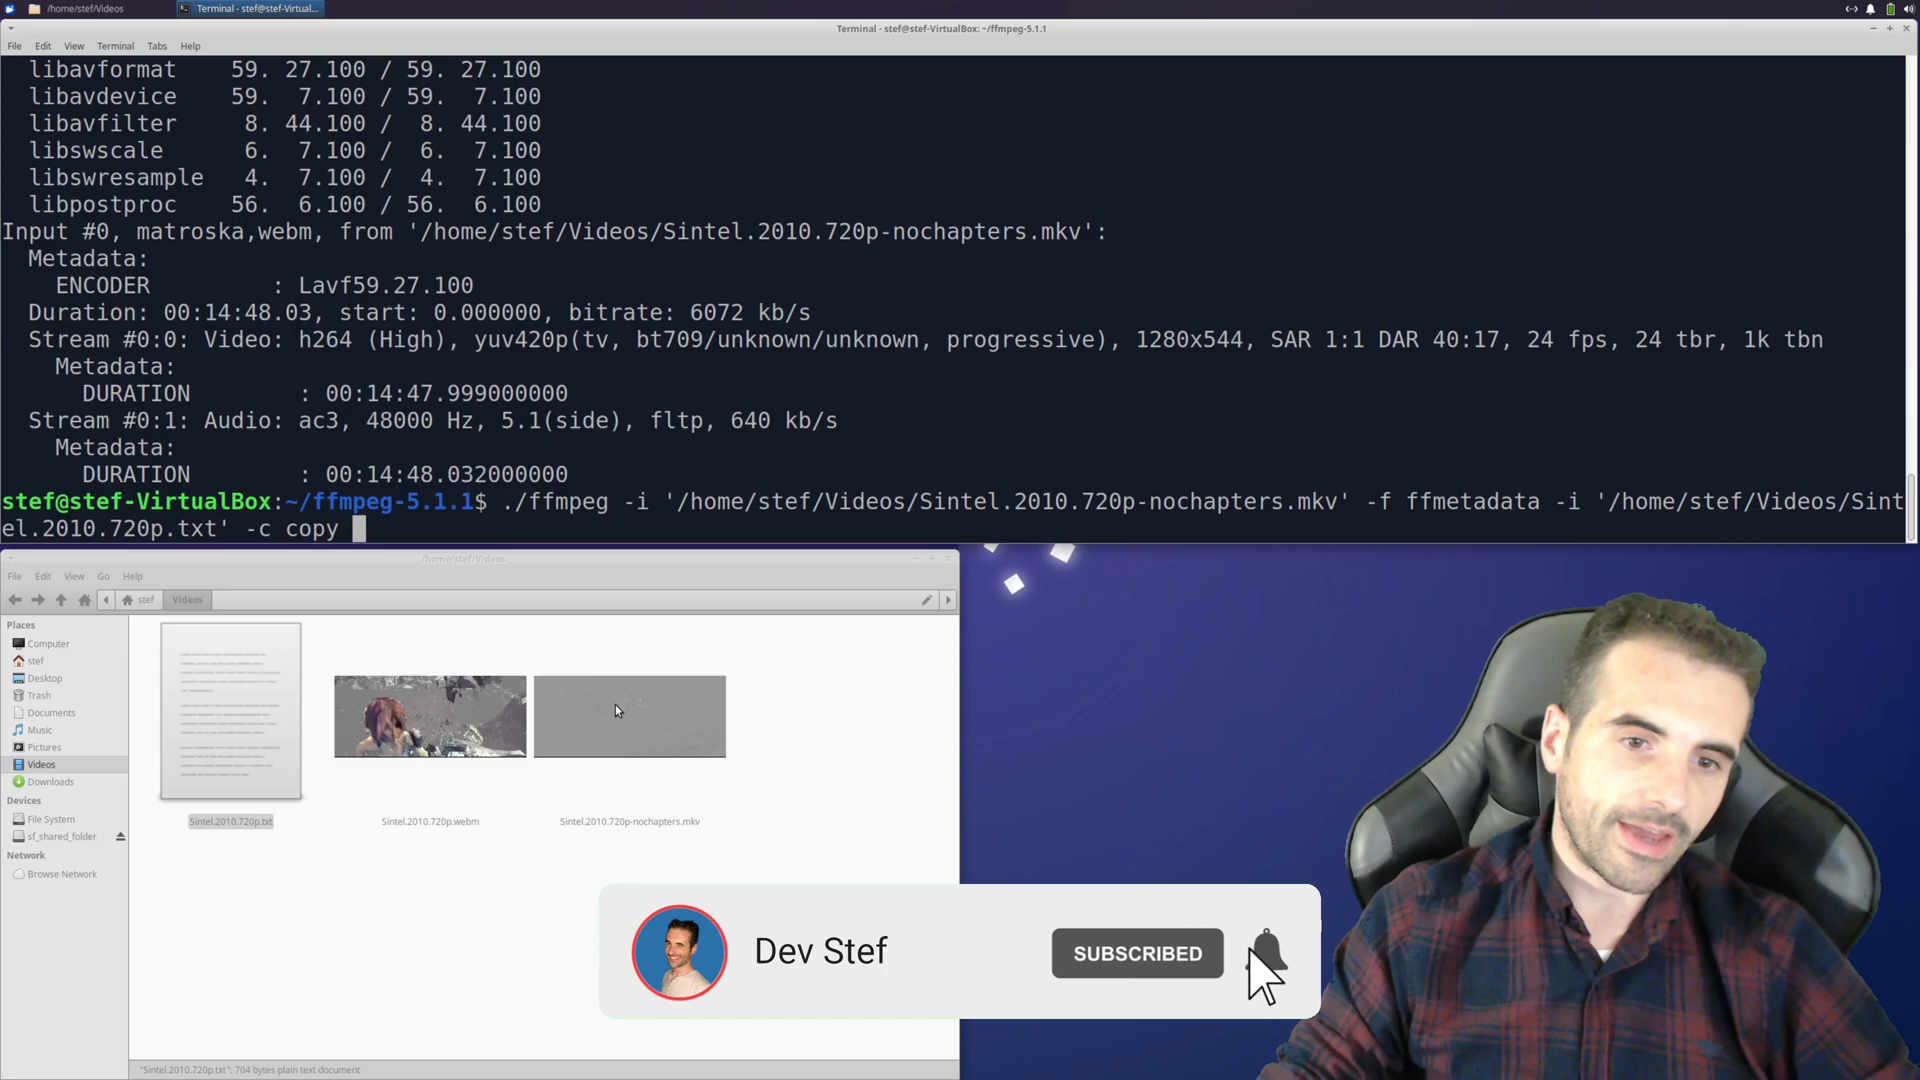 /home/stef/Videos
Terminal - stef@stef-Virtual...
Terminal - stef@stef-VirtualBox: ~/ffmpeg-5.1.1
File Edit View Terminal Tabs Help
libavformat    59. 27.100 / 59. 27.100
libavdevice    59.  7.100 / 59.  7.100
libavfilter     8. 44.100 /  8. 44.100
libswscale      6.  7.100 /  6.  7.100
libswresample   4.  7.100 /  4.  7.100
libpostproc    56.  6.100 / 56.  6.100
Input #0, matroska,webm, from '/home/stef/Videos/Sintel.2010.720p-nochapters.mkv':
Metadata:
ENCODER         : Lavf59.27.100
Duration: 00:14:48.03, start: 0.000000, bitrate: 6072 kb/s
Stream #0:0: Video: h264 (High), yuv420p(tv, bt709/unknown/unknown, progressive), 1280x544, SAR 1:1 DAR 40:17, 24 fps, 24 tbr, 1k tbn
Metadata:
DURATION        : 00:14:47.999000000
Stream #0:1: Audio: ac3, 48000 Hz, 5.1(side), fltp, 640 kb/s
Metadata:
DURATION        : 00:14:48.032000000
stef@stef-VirtualBox:~/ffmpeg-5.1.1$ ./ffmpeg -i '/home/stef/Videos/Sintel.2010.720p-nochapters.mkv' -f ffmetadata -i '/home/stef/Videos/Sint
el.2010.720p.txt' -c copy
/home/stef/Videos
File Edit View Go Help
stef Videos
Places
Computer
stef
Desktop
Trash
Documents
Music
Pictures
Videos
Downloads
Devices
File System
sf_shared_folder
Network
Browse Network
Sintel.2010.720p.txt
Sintel.2010.720p.webm
Sintel.2010.720p-nochapters.mkv
"Sintel.2010.720p.txt": 704 bytes plain text document
Dev Stef
SUBSCRIBED